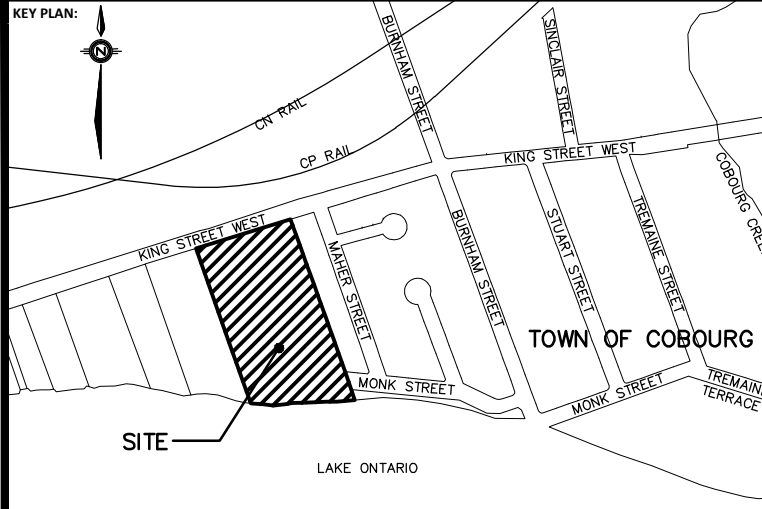 KEY PLAN:
N
BURNHAM STREET
SINCLAIR STREET
CN RAIL
CP RAIL
KING STREET WEST
KING STREET WEST
COBOURG CREE
MAHER STREET
BURNHAM STREET
STUART STREET
TREMAINE STREET
TOWN OF COBOURG
MONK STREET
MONK STREET
TREMAINE
TERRACE
SITE
LAKE ONTARIO